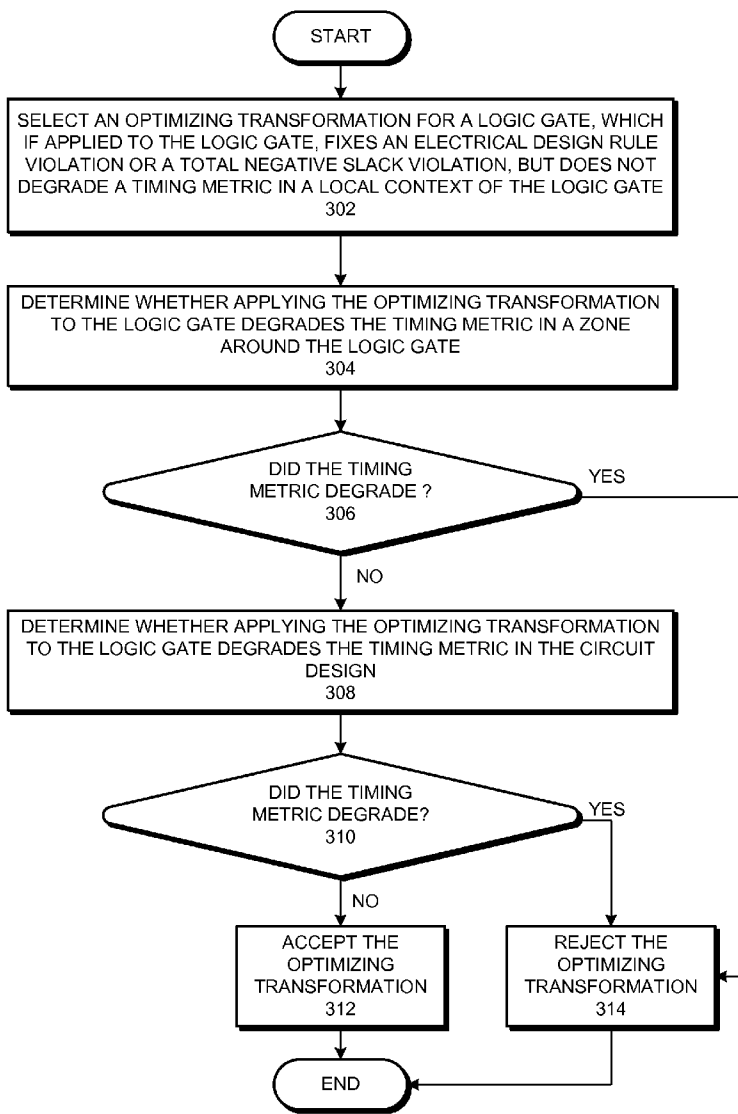 START
SELECT AN OPTIMIZING TRANSFORMATION FOR A LOGIC GATE, WHICH
IF APPLIED TO THE LOGIC GATE, FIXES AN ELECTRICAL DESIGN RULE
VIOLATION OR A TOTAL NEGATIVE SLACK VIOLATION, BUT DOES NOT
DEGRADE A TIMING METRIC IN A LOCAL CONTEXT OF THE LOGIC GATE
302
DETERMINE WHETHER APPLYING THE OPTIMIZING TRANSFORMATION
TO THE LOGIC GATE DEGRADES THE TIMING METRIC IN A ZONE
AROUND THE LOGIC GATE
304
DID THE TIMING
METRIC DEGRADE ?
306
YES
NO
DETERMINE WHETHER APPLYING THE OPTIMIZING TRANSFORMATION
TO THE LOGIC GATE DEGRADES THE TIMING METRIC IN THE CIRCUIT
DESIGN
308
DID THE TIMING
METRIC DEGRADE?
310
YES
NO
ACCEPT THE
OPTIMIZING
TRANSFORMATION
312
REJECT THE
OPTIMIZING
TRANSFORMATION
314
END